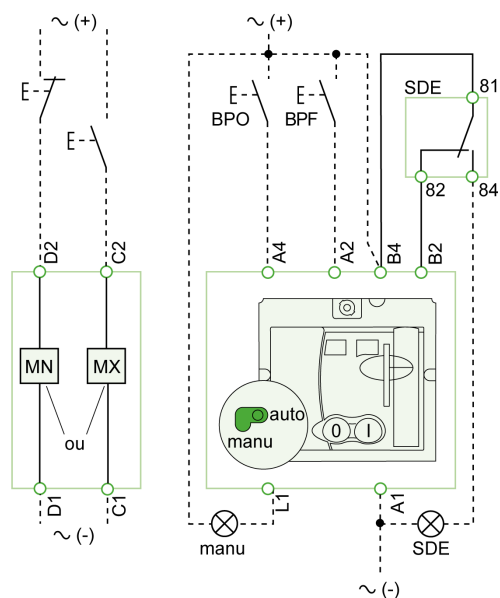 ~ (+)
~ (+)
SDE
81
BPO
BPF
82
84
D2
C2
A4
A2
B4
B2
MN
MX
ou
auto
manu
0
I
D1
C1
L1
A1
~ (-)
manu
SDE
~ (-)